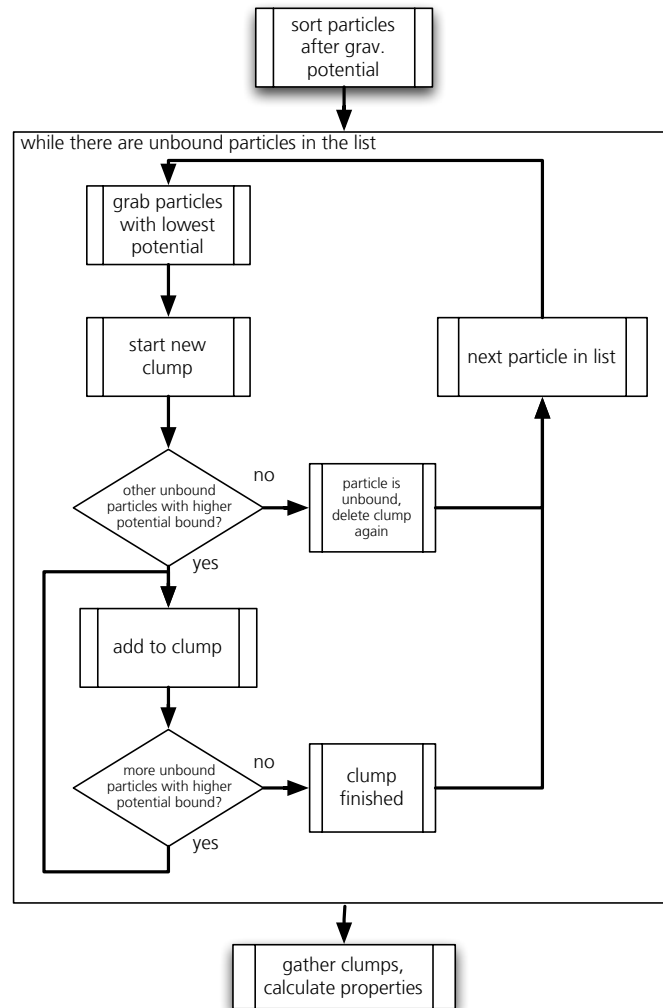 sort particles
after grav.
potential
while there are unbound particles in the list
grab particles
with lowest
potential
start new
clump
next particle in list
other unbound
particles with higher
potential bound?
no
particle is
unbound,
delete clump
again
yes
add to clump
more unbound
particles with higher
potential bound?
no
clump
finished
yes
gather clumps,
calculate properties